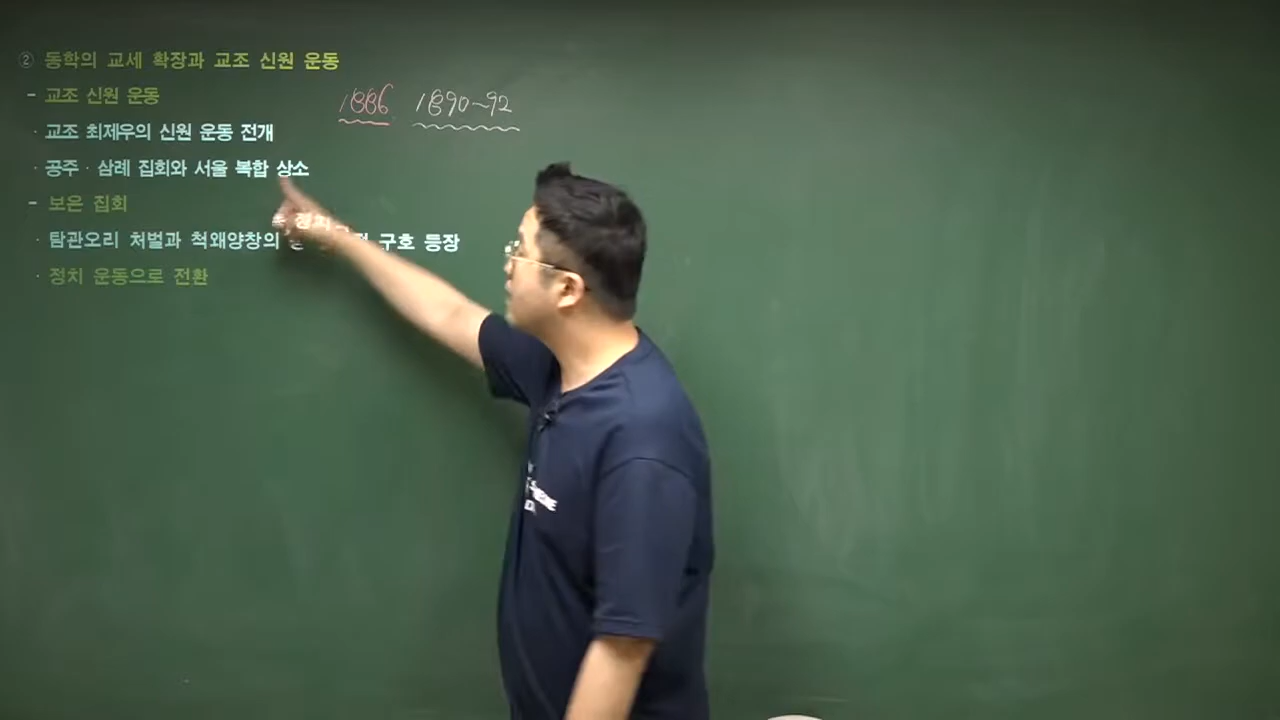 ② 동학의 교세 확장과 교조 신원 운동
- 교조 신원 운동
1886 1890~92
· 교조 최제우의 신원 운동 전개
· 공주 · 삼례 집회와 서울 복합 상소
- 보은 집회
· 탐관오리 처벌과 척왜양창의 등 구호 등장
· 정치 운동으로 전환